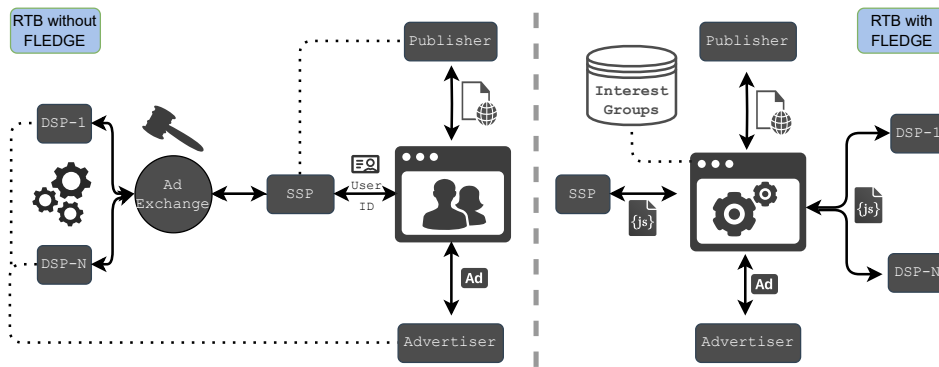 RTB without
FLEDGE
Publisher
DSP-1
Ad
Exchange
SSP
User
ID
DSP-N
Ad
Advertiser
RTB with
FLEDGE
Publisher
Interest
Groups
DSP-1
SSP
{js}
{js}
DSP-N
Ad
Advertiser